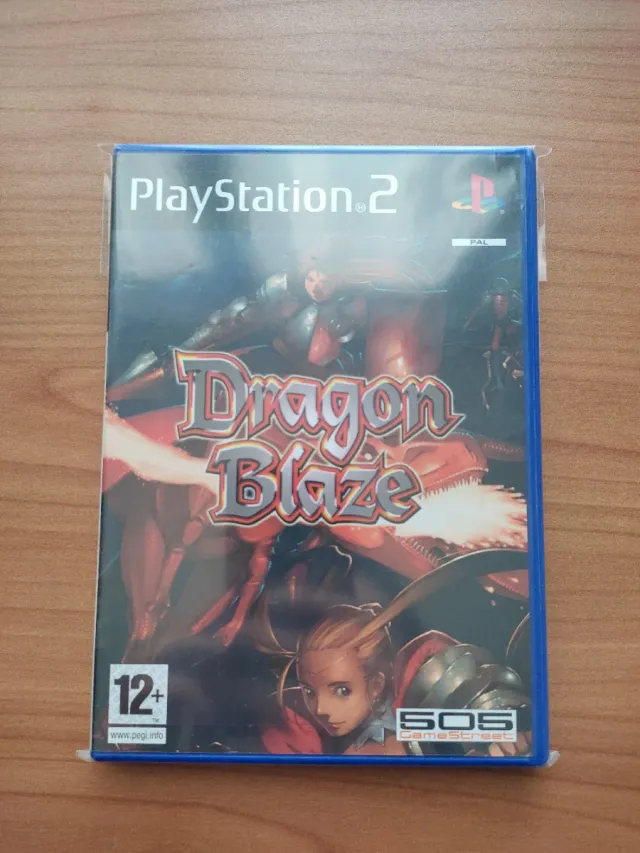 PlayStation®2
PAL
Dragon
Blaze
12+
www.pegi.info
505
GameStreet